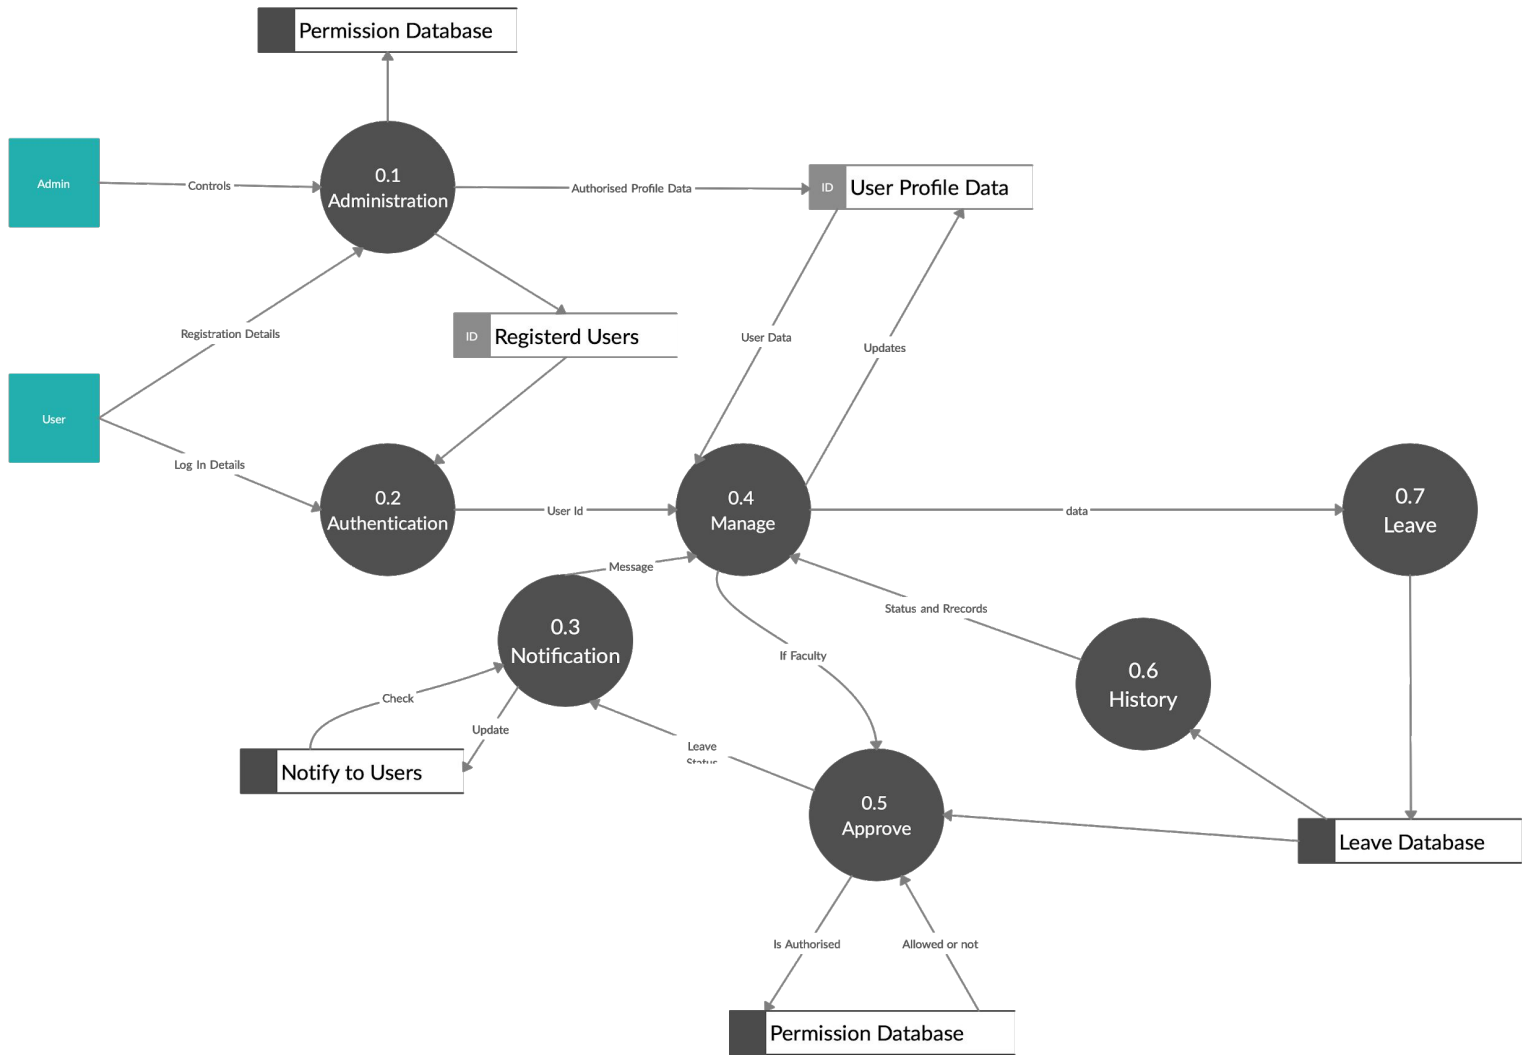 Permission Database
Admin
Controls
0.1
Administration
Authorised Profile Data
ID
User Profile Data
Registration Details
ID
Registerd Users
User Data
Updates
User
Log In Details
0.2
Authentication
User Id
0.4
Manage
data
0.7
Leave
Message
Status and Rrecords
0.3
Notification
If Faculty
0.6
History
Check
Update
Leave
Status
Notify to Users
0.5
Approve
Leave Database
Is Authorised
Allowed or not
Permission Database